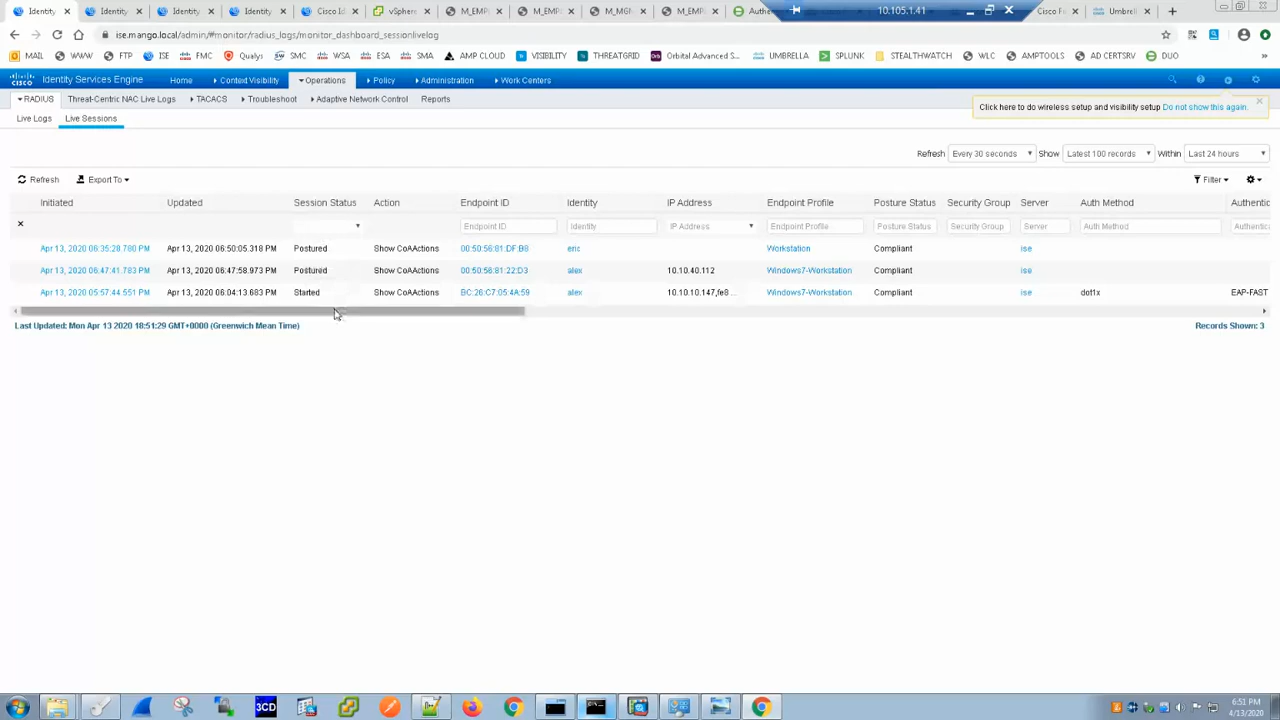 Identity
Identity
Identity
Identity
Cisco Id
vSphere
M_EMP
M_EMP
M_MGM
M_EMP
Authe
10.105.1.41
Cisco Fi
Umbrell
ise.mango.local/admin/#monitor/radius_logs/monitor_dashboard_sessionlivelog
MAIL WWW FTP ISE FMC Qualys SMC WSA ESA SMA AMP CLOUD VISIBILITY THREATGRID Orbital Advanced S... UMBRELLA SPLUNK STEALTHWATCH WLC AMPTOOLS AD CERTSRV DUO »
cisco Identity Services Engine Home Context Visibility Operations Policy Administration Work Centers
RADIUS Threat-Centric NAC Live Logs TACACS Troubleshoot Adaptive Network Control Reports
Click here to do wireless setup and visibility setup Do not show this again.
Live Logs Live Sessions
Refresh Every 30 seconds Show Latest 100 records Within Last 24 hours
Refresh Export To Filter
Initiated Updated Session Status Action Endpoint ID Identity IP Address Endpoint Profile Posture Status Security Group Server Auth Method Authentic
Endpoint ID Identity IP Address Endpoint Profile Posture Status Security Group Server Auth Method Authentica
Apr 13, 2020 06:35:28 780 PM Apr 13, 2020 06:50:05.318 PM Postured Show CoAActions 00:50:56:81:DF:B8 eric Workstation Compliant ise
Apr 13, 2020 06:47:41.783 PM Apr 13, 2020 06:47:58.973 PM Postured Show CoAActions 00:50:56:81:22:D3 alex 10.10.40.112 Windows7-Workstation Compliant ise
Apr 13, 2020 05:57:44 551 PM Apr 13, 2020 06:04:13.683 PM Started Show CoAActions BC:26:C7:05:4A:59 alex 10.10.10.147,fe8 ... Windows7-Workstation Compliant ise dot1x EAP-FAST
Last Updated: Mon Apr 13 2020 18:51:29 GMT+0000 (Greenwich Mean Time) Records Shown: 3
3CD
6:51 PM
4/13/2020